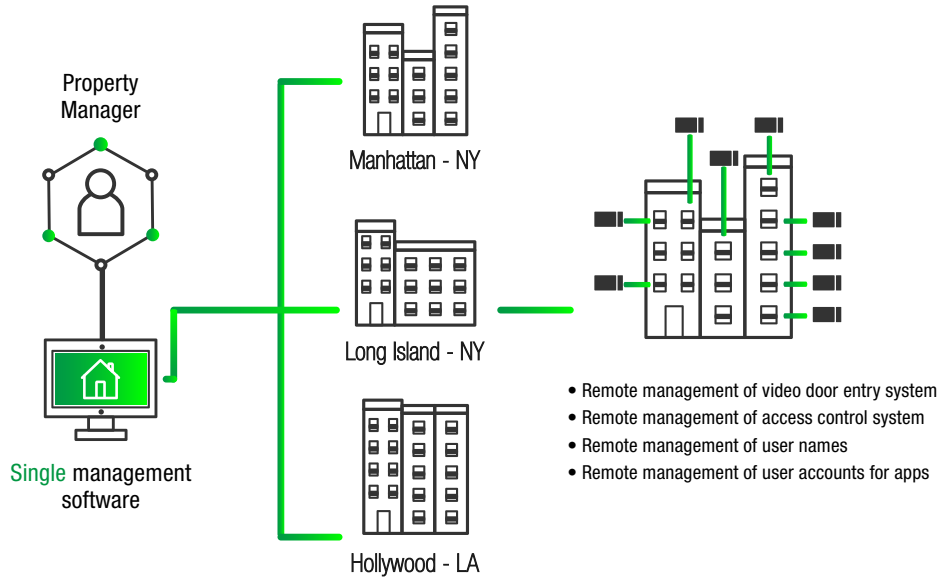 Property
Manager
Single management
software
Manhattan - NY
Long Island - NY
Hollywood - LA
• Remote management of video door entry system
• Remote management of access control system
• Remote management of user names
• Remote management of user accounts for apps